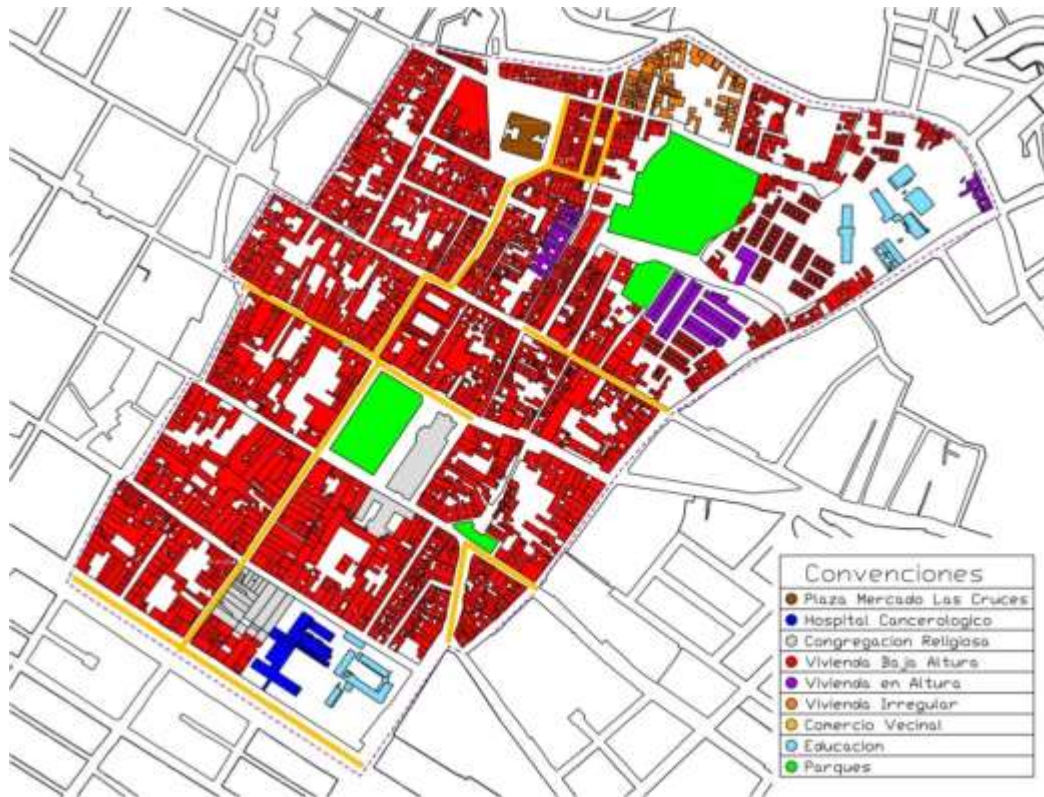 Convenciones
Plaza Mercado Las Cruces
Hospital Cancerologico
Congregacion Religiosa
Vivienda Baja Altura
Vivienda en Altura
Vivienda Irregular
Comercio Vecinal
Educacion
Parques